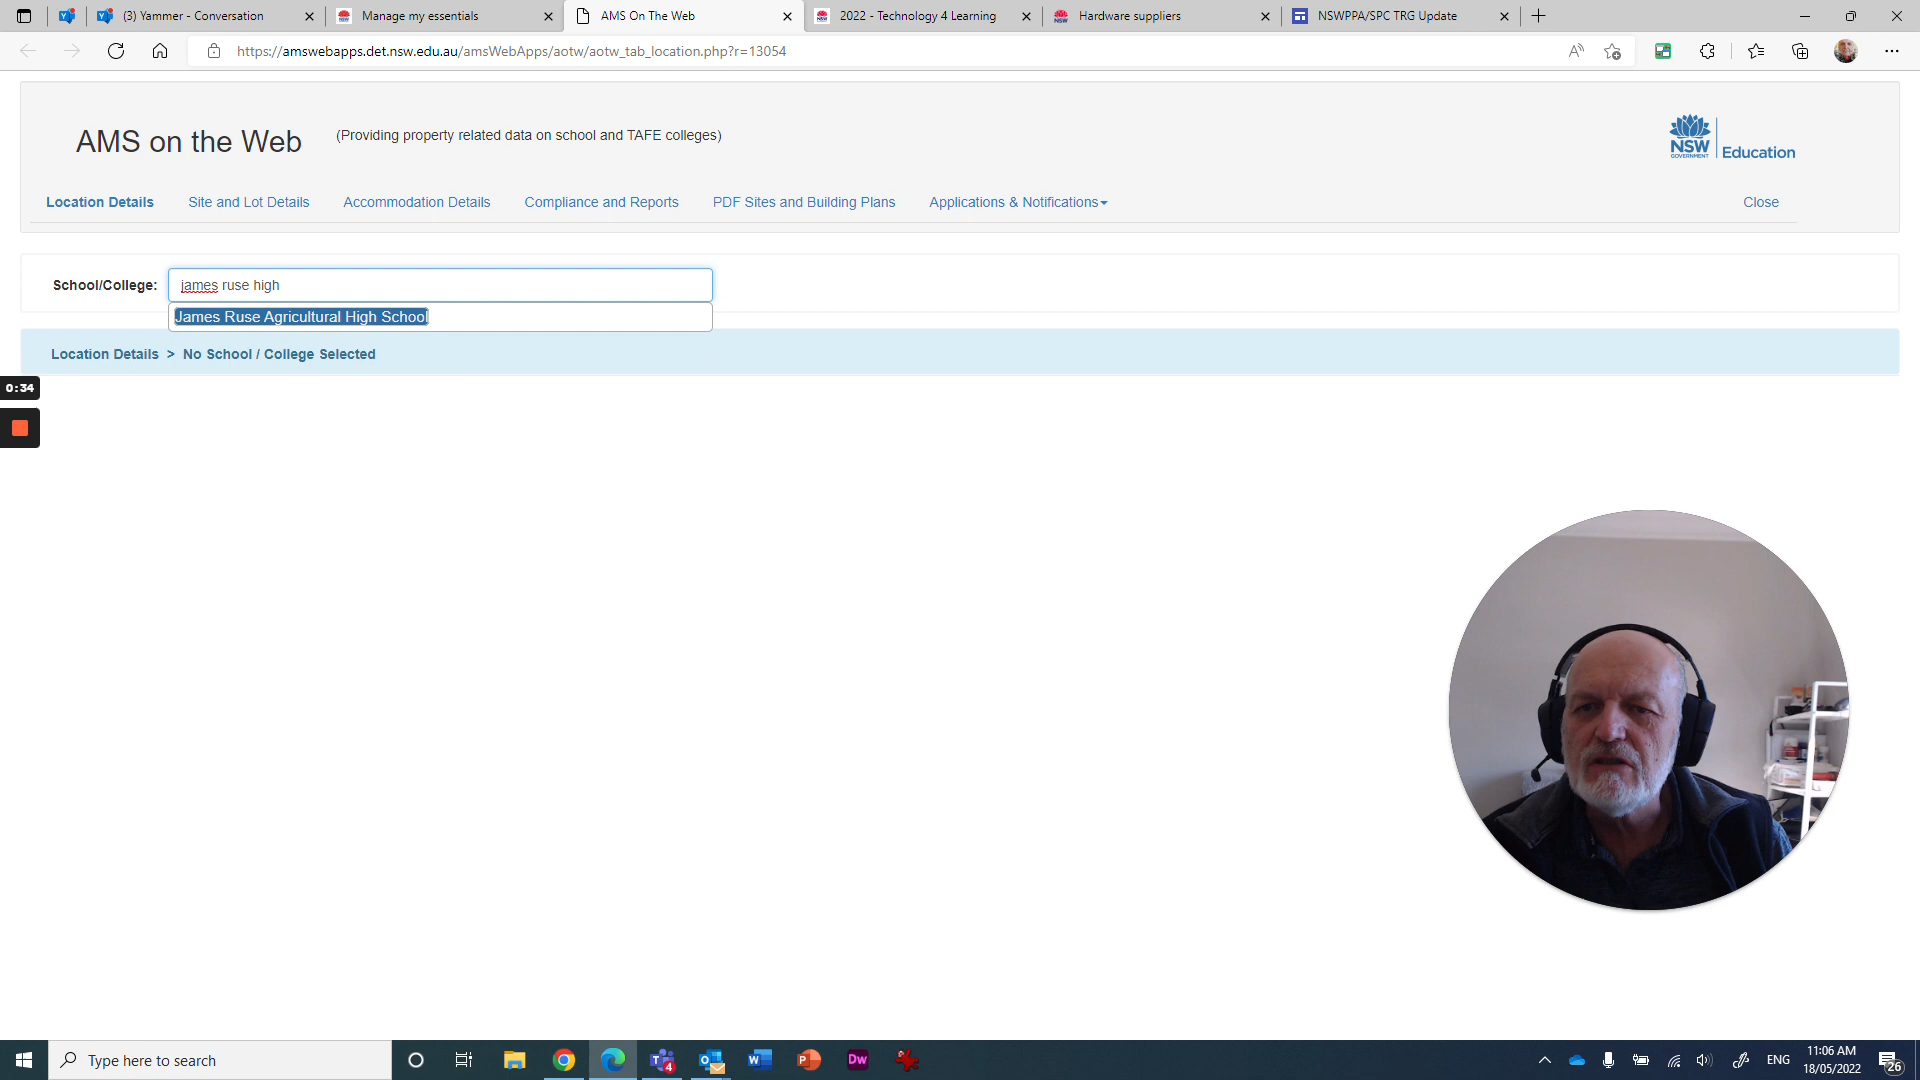 (3) Yammer - Conversation
Manage my essentials
AMS On The Web
2022 - Technology 4 Learning
Hardware suppliers
NSWPPA/SPC TRG Update
https://amswebapps.det.nsw.edu.au/amsWebApps/aotw/aotw_tab_location.php?r=13054
AMS on the Web
(Providing property related data on school and TAFE colleges)
NSW
GOVERNMENT
Education
Location Details
Site and Lot Details
Accommodation Details
Compliance and Reports
PDF Sites and Building Plans
Applications & Notifications
Close
School/College:
james ruse high
James Ruse Agricultural High School
Location Details > No School / College Selected
0:34
Type here to search
4
Dw
ENG
11:06 AM
18/05/2022
26